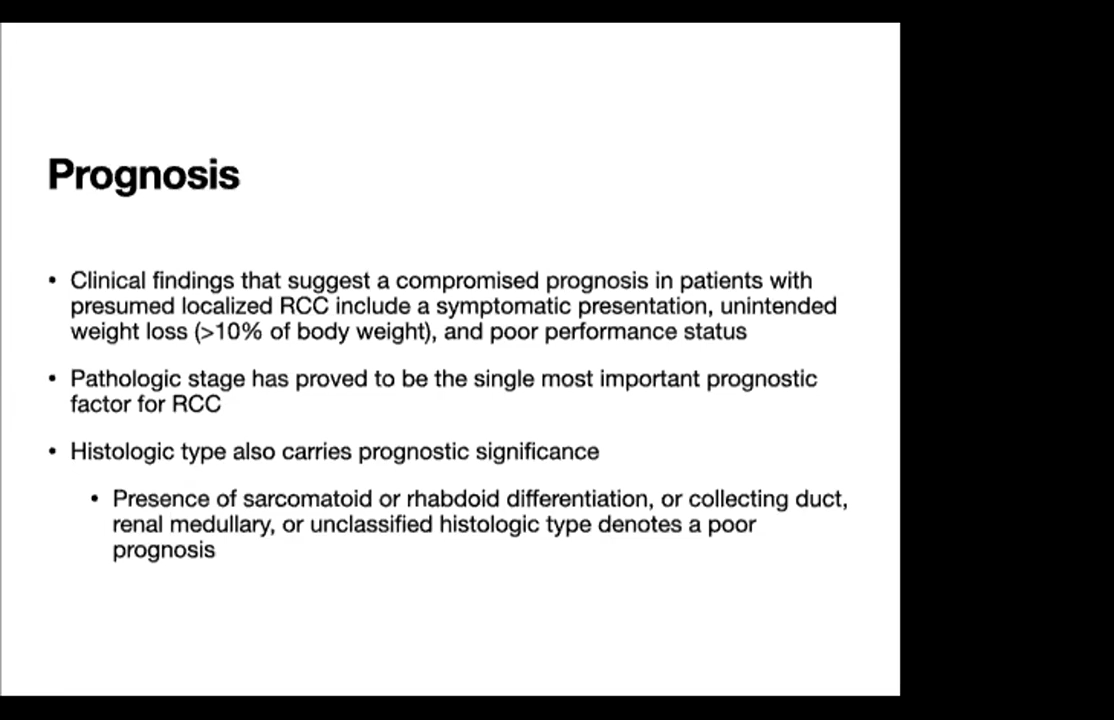 Prognosis
• Clinical findings that suggest a compromised prognosis in patients with
presumed localized RCC include a symptomatic presentation, unintended
weight loss (>10% of body weight), and poor performance status
• Pathologic stage has proved to be the single most important prognostic
factor for RCC
• Histologic type also carries prognostic significance
• Presence of sarcomatoid or rhabdoid differentiation, or collecting duct,
renal medullary, or unclassified histologic type denotes a poor
prognosis